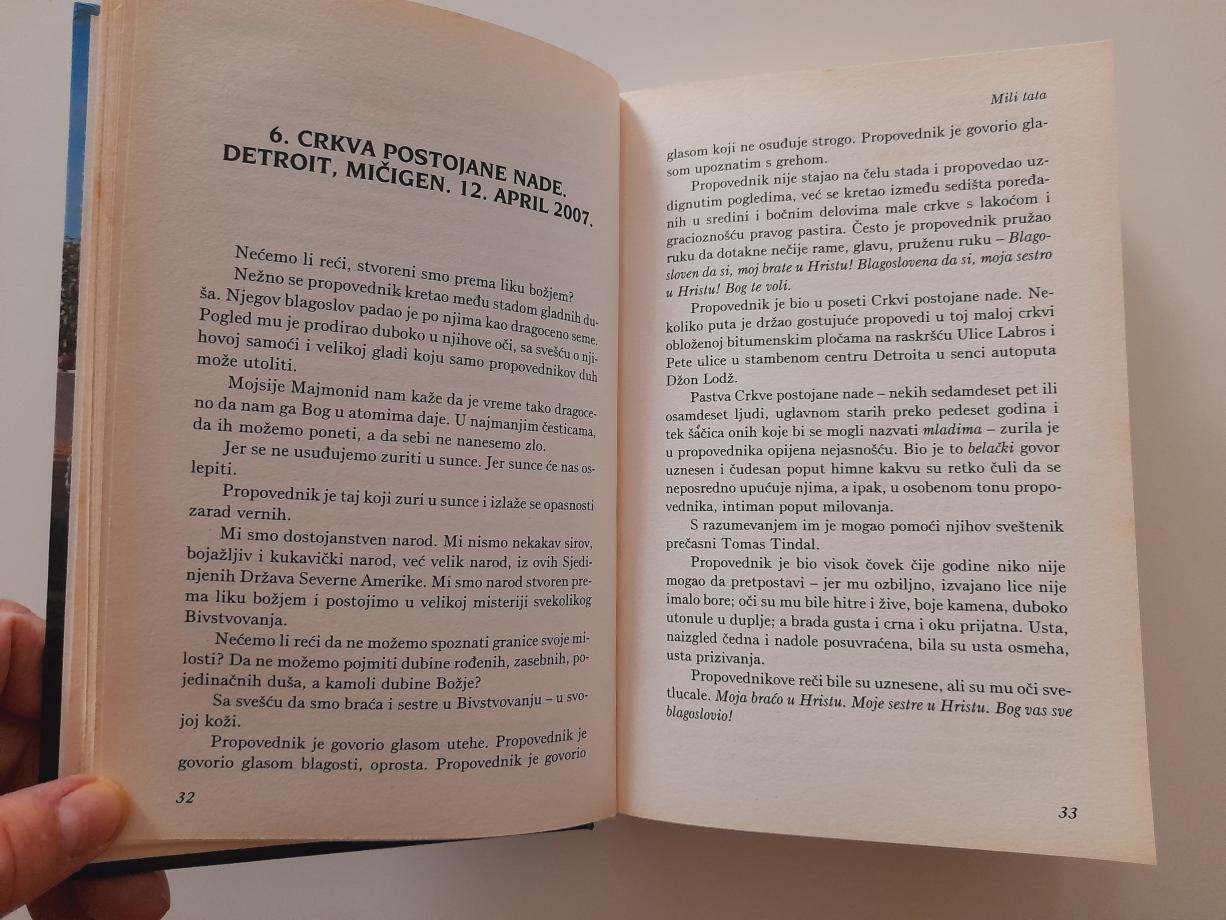 6. CRKVA POSTOJANE NADE.
DETROIT, MIČIGEN. 12. APRIL 2007.
Nećemo li reći, stvoreni smo prema liku božjem?
Nežno se propovednik kretao među stadom gladnih du-
ša. Njegov blagoslov padao je po njima kao dragoceno seme.
Pogled mu je prodirao duboko u njihove oči, sa svešću o nji-
hovoj samoći i velikoj gladi koju samo propovednikov duh
može utoliti.
Mojsije Majmonid nam kaže da je vreme tako dragoce-
no da nam ga Bog u atomima daje. U najmanjim česticama,
da ih možemo poneti, a da sebi ne nanesemo zlo.
Jer se ne usuđujemo zuriti u sunce. Jer sunce će nas os-
lepiti.
Propovednik je taj koji zuri u sunce i izlaže se opasnosti
zarad vernih.
Mi smo dostojanstven narod. Mi nismo nekakav sirov,
bojažljiv i kukavički narod, već velik narod, iz ovih Sjedi-
njenih Država Severne Amerike. Mi smo narod stvoren pre-
ma liku božjem i postojimo u velikoj misteriji svekolikog
Bivstvovanja.
Nećemo li reći da ne možemo spoznati granice svoje mi-
losti? Da ne možemo pojmiti dubine rođenih, zasebnih, po-
jedinačnih duša, a kamoli dubine Božje?
Sa svešću da smo braća i sestre u Bivstvovanju – u svo-
joj koži.
Propovednik je govorio glasom utehe. Propovednik je
govorio glasom blagosti, oprosta. Propovednik je govorio
32
Mili tata
glasom koji ne osuđuje strogo. Propovednik je govorio gla-
som upoznatim s grehom.
Propovednik nije stajao na čelu stada i propovedao uz-
dignutim pogledima, već se kretao između sedišta poređa-
nih u sredini i bočnim delovima male crkve s lakoćom i
gracioznošću pravog pastira. Često je propovednik pružao
ruku da dotakne nečije rame, glavu, pruženu ruku – Blago-
sloven da si, moj brate u Hristu! Blagoslovena da si, moja sestro
u Hristu! Bog te voli.
Propovednik je bio u poseti Crkvi postojane nade. Ne-
koliko puta je držao gostujuće propovedi u toj maloj crkvi
obloženoj bitumenskim pločama na raskršću Ulice Labros i
Pete ulice u stambenom centru Detroita u senci autoputa
Džon Lodž.
Pastva Crkve postojane nade – nekih sedamdeset pet ili
osamdeset ljudi, uglavnom starih preko pedeset godina i
tek šačica onih koje bi se mogli nazvati mladima – zurila je
u propovednika opijena nejasnošću. Bio je to belački govor
uznesen i čudesan poput himne kakvu su retko čuli da se
neposredno upućuje njima, a ipak, u osobenom tonu propo-
vednika, intiman poput milovanja.
S razumevanjem im je mogao pomoći njihov sveštenik
prečasni Tomas Tindal.
Propovednik je bio visok čovek čije godine niko nije
mogao da pretpostavi – jer mu ozbiljno, izvajano lice nije
imalo bore; oči su mu bile hitre i žive, boje kamena, duboko
utonule u duplje; a brada gusta i crna i oku prijatna. Usta,
naizgled čedna i nadole posuvraćena, bila su usta osmeha,
usta prizivanja.
Propovednikove reči bile su uznesene, ali su mu oči sve-
tlucale. Moja braćo u Hristu. Moje sestre u Hristu. Bog vas sve
blagoslovio!
33